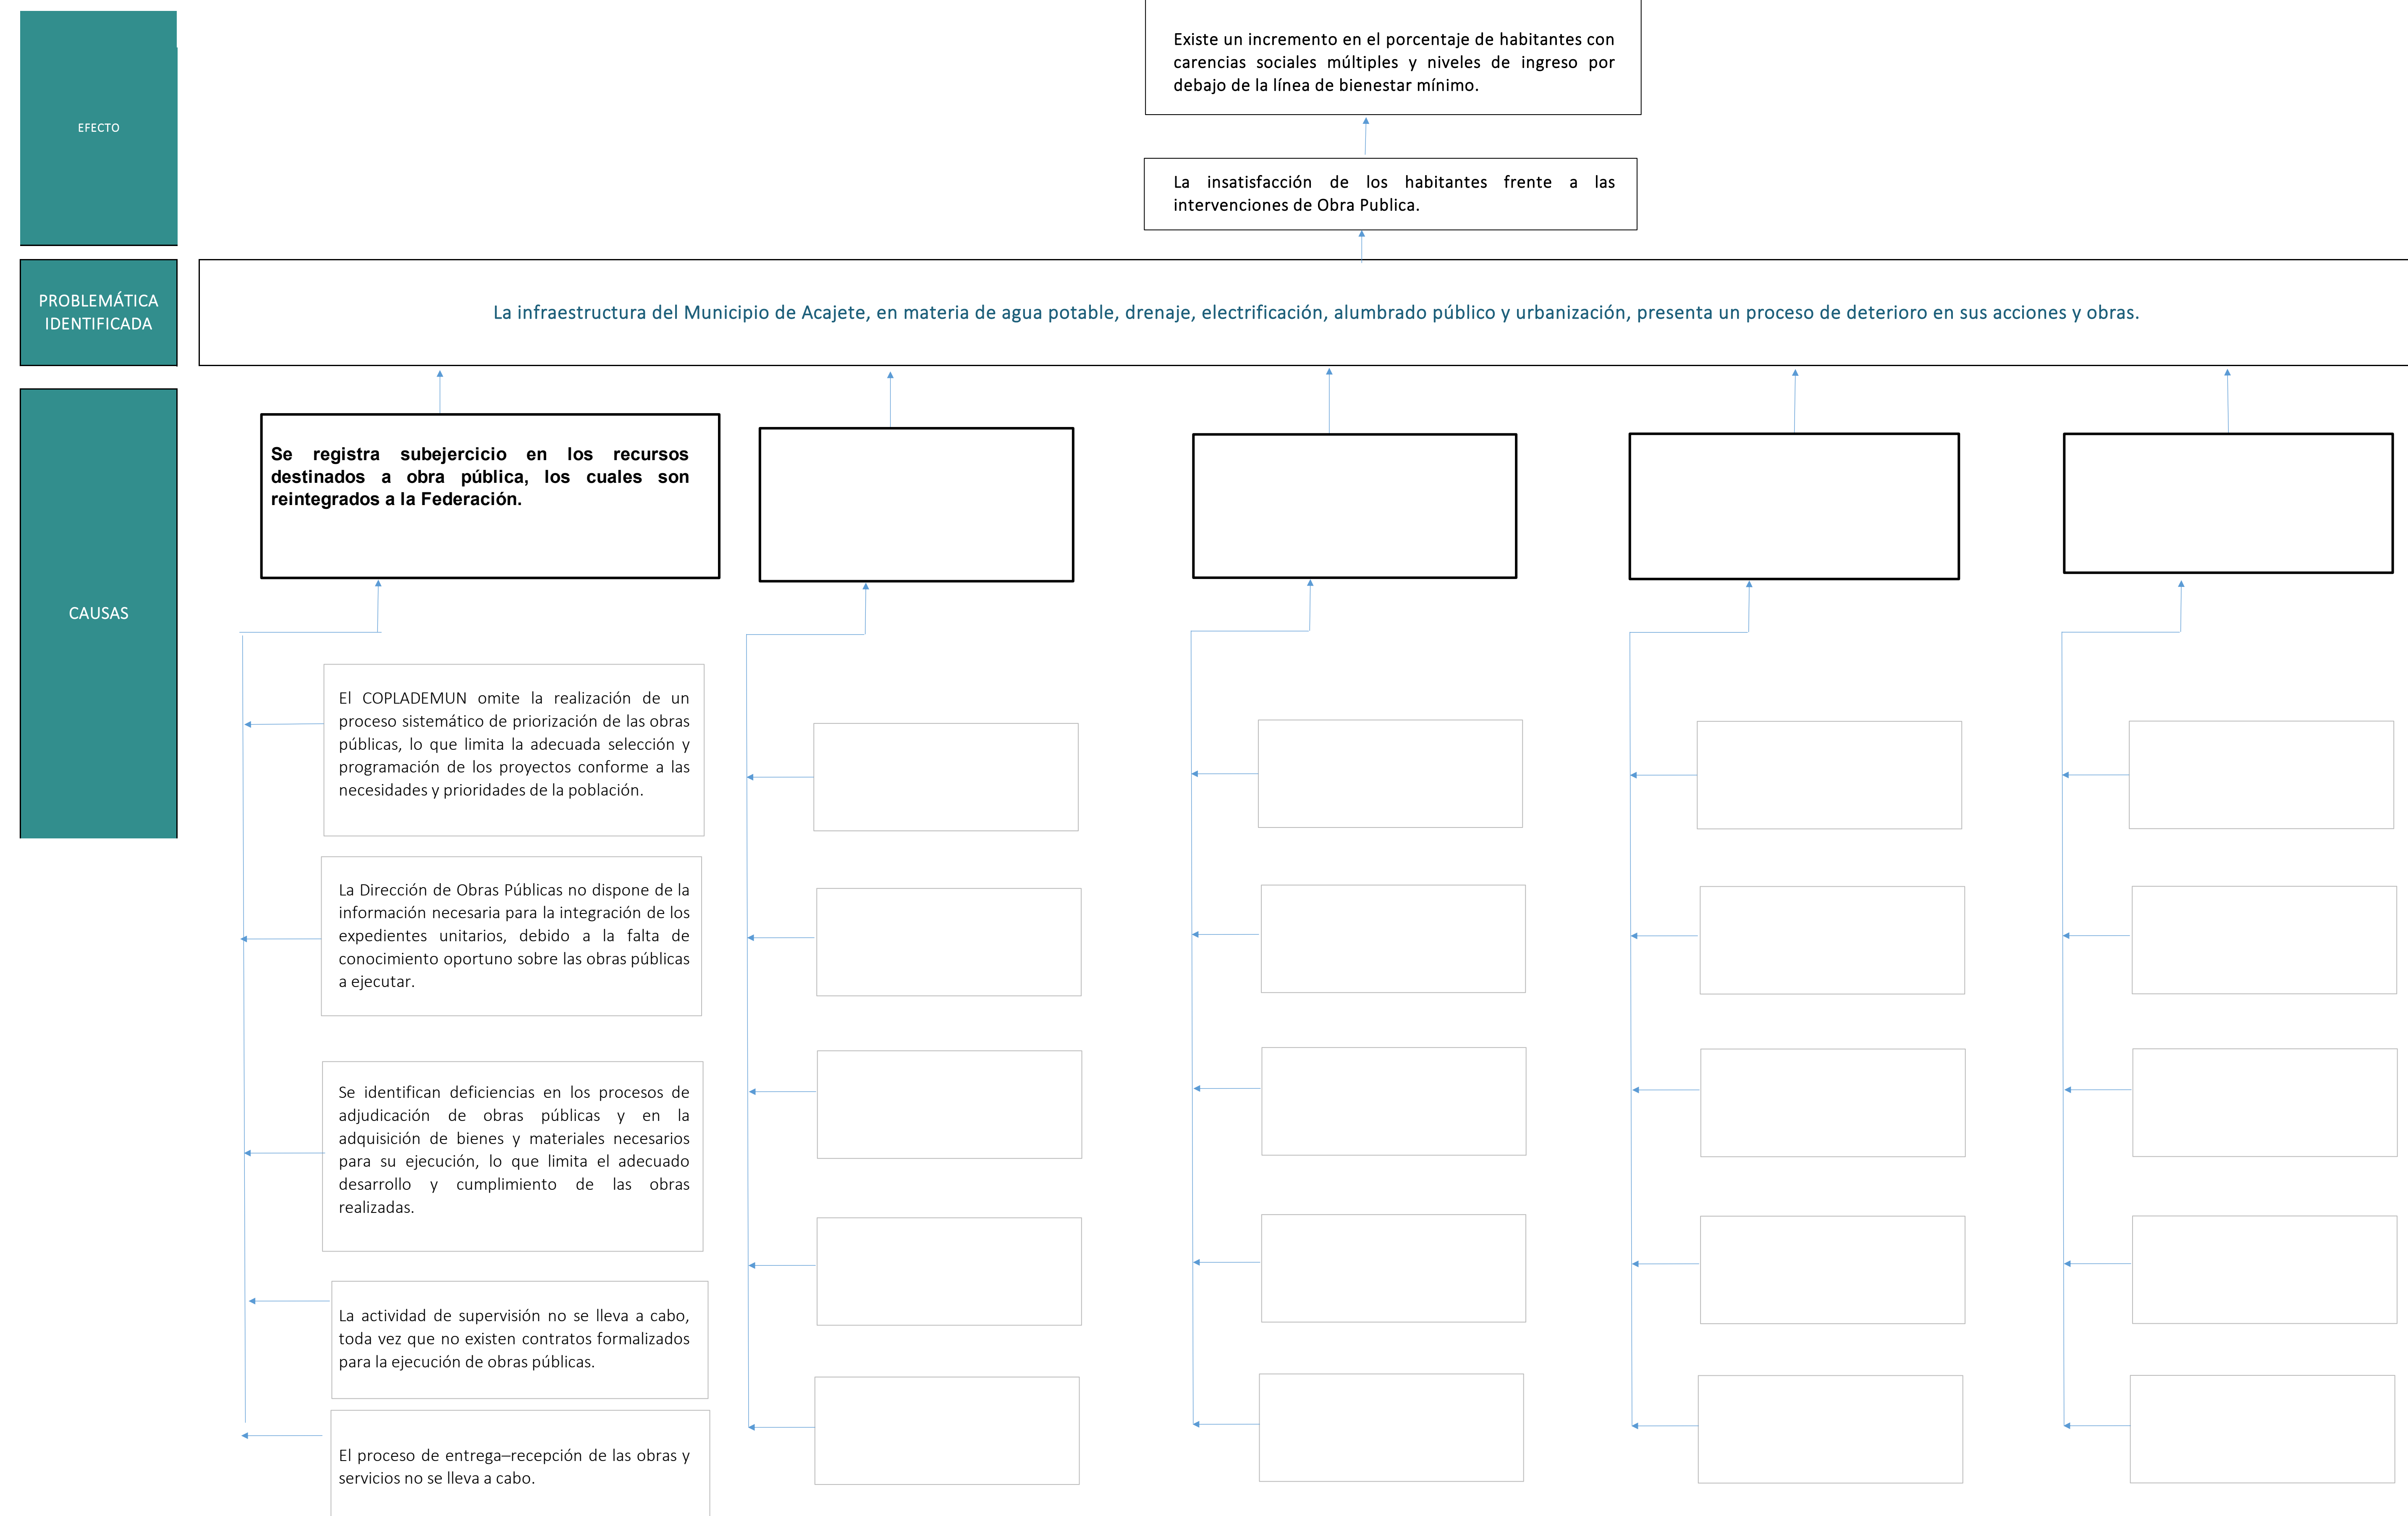 EFECTO
Existe un incremento en el porcentaje de habitantes con
carencias sociales múltiples y niveles de ingreso por
debajo de la línea de bienestar mínimo.
La insatisfacción de los habitantes frente a las
intervenciones de Obra Publica.
PROBLEMÁTICA
IDENTIFICADA
La infraestructura del Municipio de Acajete, en materia de agua potable, drenaje, electrificación, alumbrado público y urbanización, presenta un proceso de deterioro en sus acciones y obras.
CAUSAS
Se registra subejercicio en los recursos
destinados a obra pública, los cuales son
reintegrados a la Federación.
El COPLADEMUN omite la realización de un
proceso sistemático de priorización de las obras
públicas, lo que limita la adecuada selección y
programación de los proyectos conforme a las
necesidades y prioridades de la población.
La Dirección de Obras Públicas no dispone de la
información necesaria para la integración de los
expedientes unitarios, debido a la falta de
conocimiento oportuno sobre las obras públicas
a ejecutar.
Se identifican deficiencias en los procesos de
adjudicación de obras públicas y en la
adquisición de bienes y materiales necesarios
para su ejecución, lo que limita el adecuado
desarrollo y cumplimiento de las obras
realizadas.
La actividad de supervisión no se lleva a cabo,
toda vez que no existen contratos formalizados
para la ejecución de obras públicas.
El proceso de entrega–recepción de las obras y
servicios no se lleva a cabo.